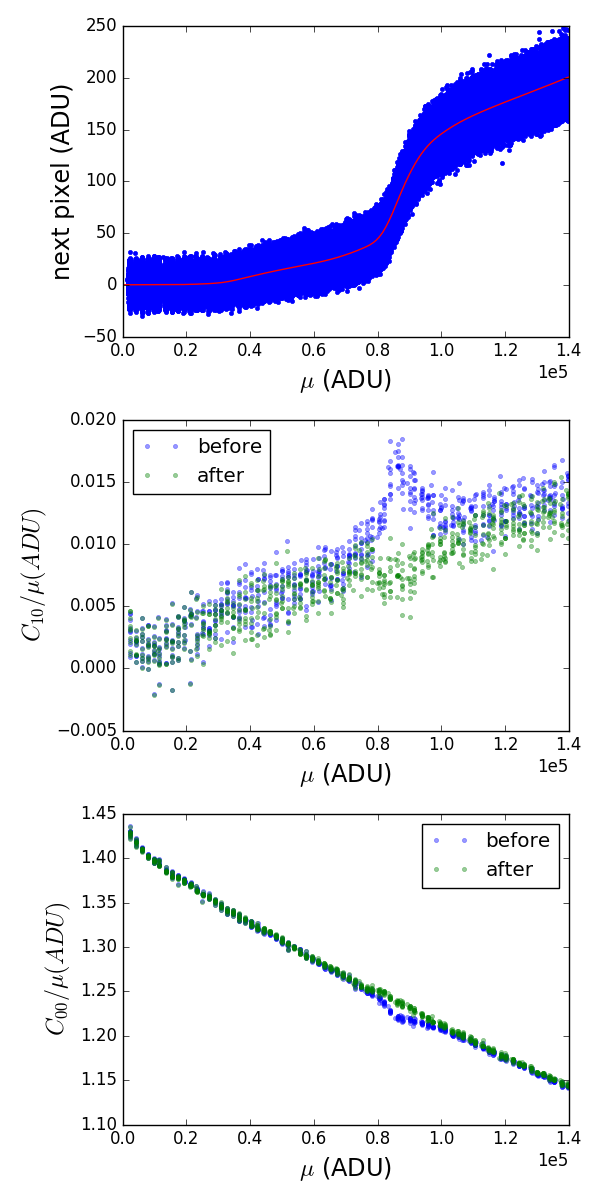 250
200
150
100
50
0
−50
next pixel (ADU)
0.0 0.2 0.4 0.6 0.8 1.0 1.2 1.4
1e5
μ (ADU)
0.020
0.015
0.010
0.005
0.000
−0.005
C₁₀/μ(ADU)
before
after
0.0 0.2 0.4 0.6 0.8 1.0 1.2 1.4
1e5
μ (ADU)
1.45
1.40
1.35
1.30
1.25
1.20
1.15
1.10
C₀₀/μ(ADU)
before
after
0.0 0.2 0.4 0.6 0.8 1.0 1.2 1.4
1e5
μ (ADU)